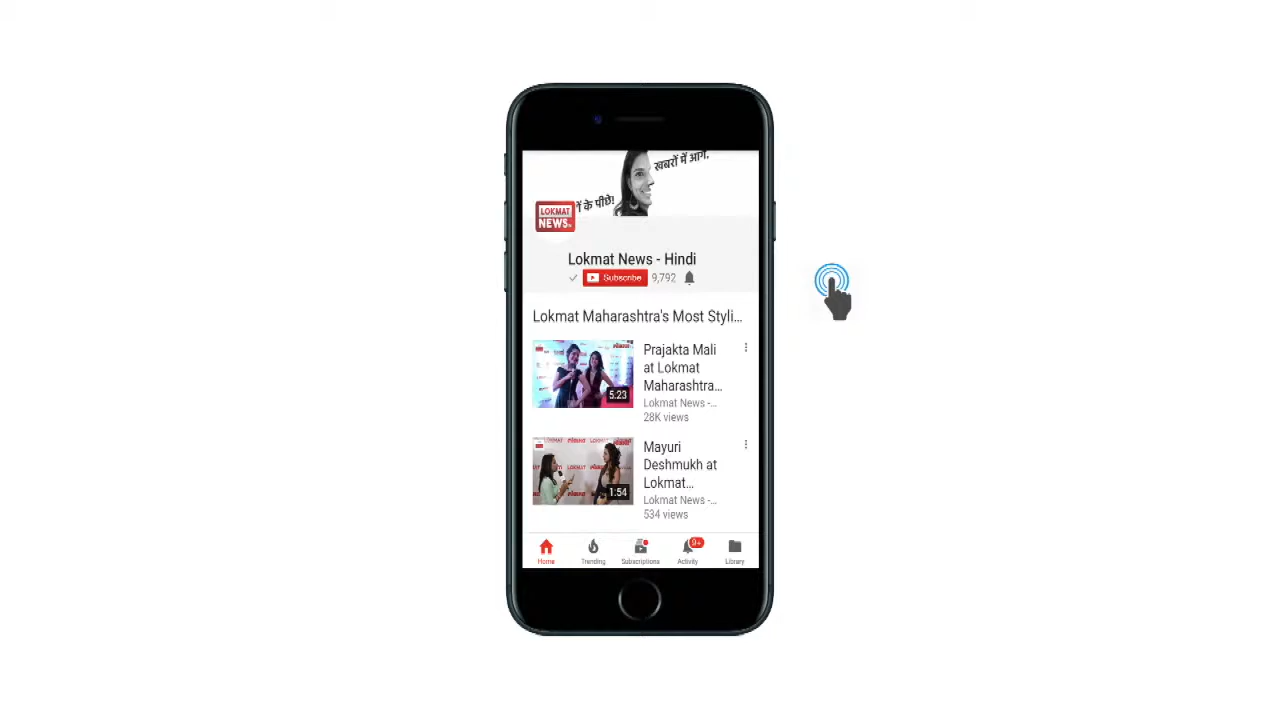 खबरों में आगे,
ों के पीछे!
LOKMAT
NEWS
Lokmat News - Hindi
Subscribe 9,792
Lokmat Maharashtra's Most Styli...
Prajakta Mali
at Lokmat
Maharashtra...
Lokmat News -...
28K views
5:23
Mayuri
Deshmukh at
Lokmat...
Lokmat News -...
534 views
LOKMAT
1:54
9+
Home Trending Subscriptions Activity Library